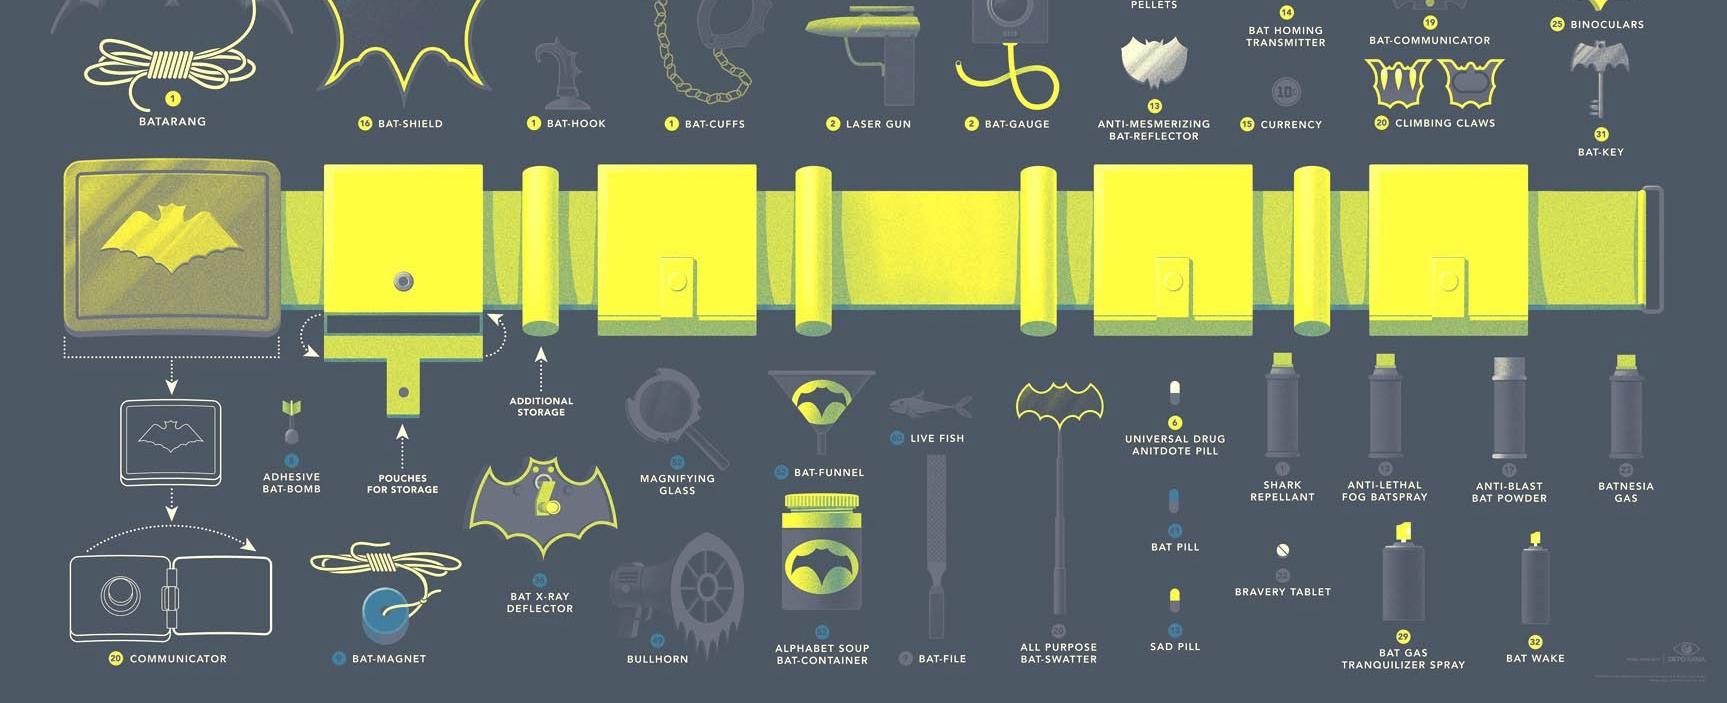 PELLETS
14
BAT HOMING
TRANSMITTER
19
BAT-COMMUNICATOR
25 BINOCULARS
1
BATARANG
16 BAT-SHIELD
1 BAT-HOOK
1 BAT-CUFFS
2 LASER GUN
2 BAT-GAUGE
13
ANTI-MESMERIZING
BAT-REFLECTOR
10¢
15 CURRENCY
20 CLIMBING CLAWS
31
BAT-KEY
ADDITIONAL
STORAGE
POUCHES
FOR STORAGE
ADHESIVE
BAT-BOMB
MAGNIFYING
GLASS
BAT-FUNNEL
LIVE FISH
6
UNIVERSAL DRUG
ANITDOTE PILL
1
SHARK
REPELLANT
ANTI-LETHAL
FOG BATSPRAY
ANTI-BLAST
BAT POWDER
BATNESIA
GAS
BAT PILL
BAT X-RAY
DEFLECTOR
BRAVERY TABLET
20 COMMUNICATOR
BAT-MAGNET
BULLHORN
ALPHABET SOUP
BAT-CONTAINER
BAT-FILE
ALL PURPOSE
BAT-SWATTER
SAD PILL
29
BAT GAS
TRANQUILIZER SPRAY
32
BAT WAKE